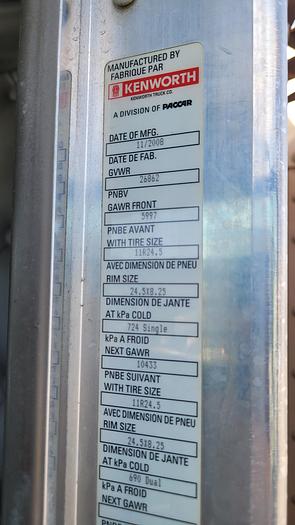 MANUFACTURED BY
FABRIQUE PAR
KENWORTH
KENWORTH TRUCK CO.
A DIVISION OF PACCAR
DATE OF MFG.
11/2008
DATE DE FAB.
GVWR
26862
PNBV
GAWR FRONT
5997
PNBE AVANT
WITH TIRE SIZE
11R24.5
AVEC DIMENSION DE PNEU
RIM SIZE
24.5X8.25
DIMENSION DE JANTE
AT kPa COLD
724 Single
kPa A FROID
NEXT GAWR
10433
PNBE SUIVANT
WITH TIRE SIZE
11R24.5
AVEC DIMENSION DE PNEU
RIM SIZE
24.5X8.25
DIMENSION DE JANTE
AT kPa COLD
690 Dual
kPa A FROID
NEXT GAWR